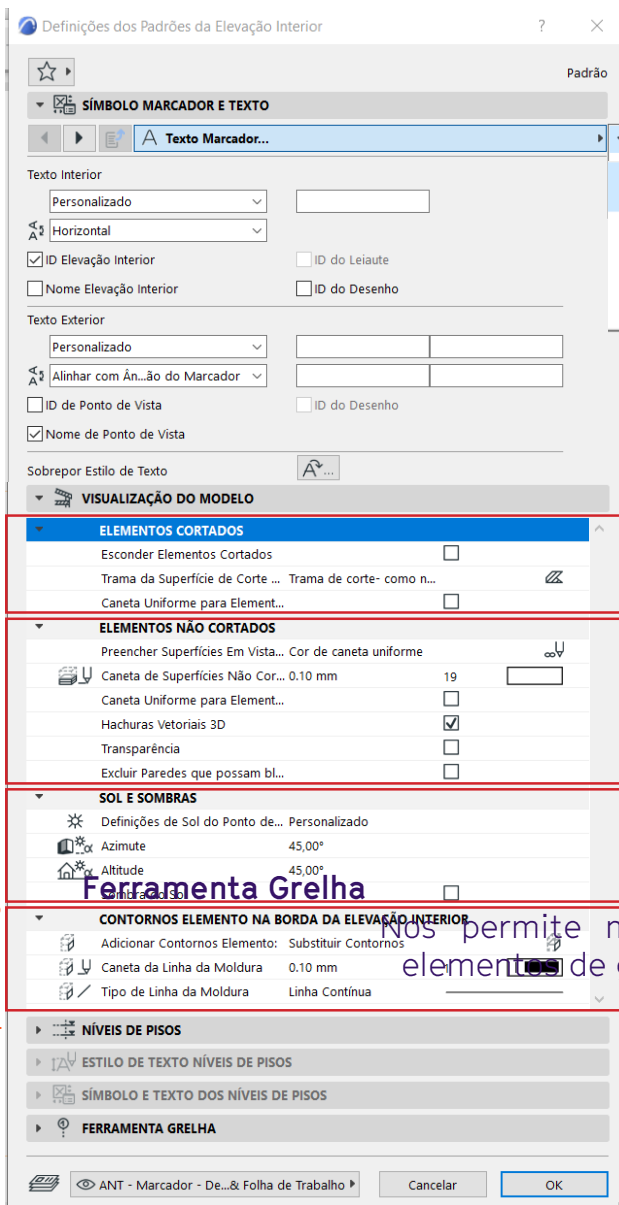 Definições dos Padrões da Elevação Interior ? ×
Padrão
SÍMBOLO MARCADOR E TEXTO
A Texto Marcador...
Texto Interior
Personalizado
Horizontal
ID Elevação Interior ID do Leiaute
Nome Elevação Interior ID do Desenho
Texto Exterior
Personalizado
Alinhar com Ân...ão do Marcador
ID de Ponto de Vista ID do Desenho
Nome de Ponto de Vista
Sobrepor Estilo de Texto A...
VISUALIZAÇÃO DO MODELO
ELEMENTOS CORTADOS
Esconder Elementos Cortados
Trama da Superfície de Corte ... Trama de corte- como n...
Caneta Uniforme para Element...
ELEMENTOS NÃO CORTADOS
Preencher Superfícies Em Vista... Cor de caneta uniforme
Caneta de Superfícies Não Cor... 0.10 mm 19
Caneta Uniforme para Element...
Hachuras Vetoriais 3D
Transparência
Excluir Paredes que possam bl...
SOL E SOMBRAS
Definições de Sol do Ponto de... Personalizado
Azimute 45,00°
Altitude 45,00°
Ferramenta Grelha
Sombra do Sol
CONTORNOS ELEMENTO NA BORDA DA ELEVAÇÃO INTERIOR
Nos permite n
Adicionar Contornos Elemento: Substituir Contornos
elementos de
Caneta da Linha da Moldura 0.10 mm 1
Tipo de Linha da Moldura Linha Contínua
NÍVEIS DE PISOS
ESTILO DE TEXTO NÍVEIS DE PISOS
SÍMBOLO E TEXTO DOS NÍVEIS DE PISOS
FERRAMENTA GRELHA
ANT - Marcador - De...& Folha de Trabalho Cancelar OK